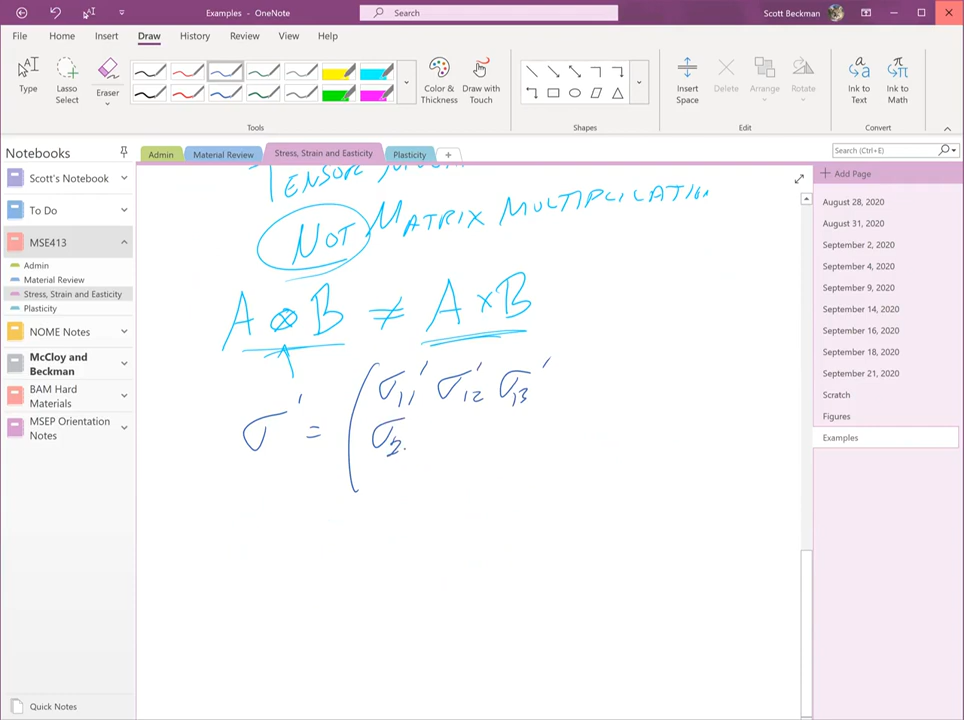 Examples - OneNote
Search
Scott Beckman
File Home Insert Draw History Review View Help
Type
Lasso Select
Eraser
Color & Thickness
Draw with Touch
Insert Space
Delete
Arrange
Rotate
Ink to Text
Ink to Math
Tools
Shapes
Edit
Convert
Notebooks
Admin
Material Review
Stress, Strain and Easticity
Plasticity
Search (Ctrl+E)
Scott's Notebook
To Do
MSE413
Admin
Material Review
Stress, Strain and Easticity
Plasticity
NOME Notes
McCloy and Beckman
BAM Hard Materials
MSEP Orientation Notes
Quick Notes
TENSOR
NOT MATRIX MULTIPLICATION
A ⊗ B ≠ A × B
σ' = ( σ11' σ12' σ13'
σ2
Add Page
August 28, 2020
August 31, 2020
September 2, 2020
September 4, 2020
September 9, 2020
September 14, 2020
September 16, 2020
September 18, 2020
September 21, 2020
Scratch
Figures
Examples